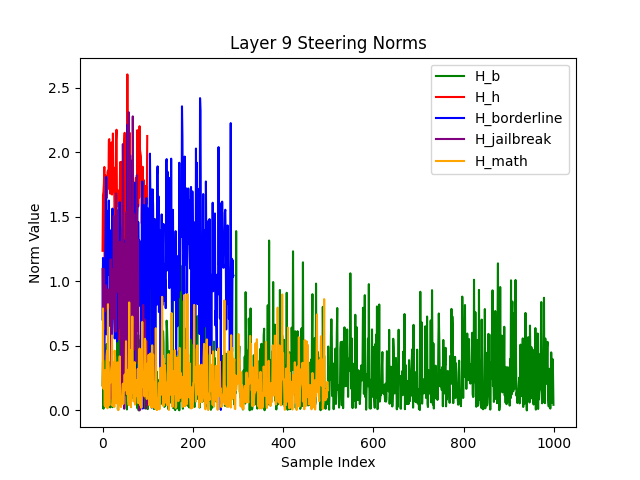 Layer 9 Steering Norms
H_b
H_h
H_borderline
H_jailbreak
H_math
Norm Value
2.5
2.0
1.5
1.0
0.5
0.0
0
200
400
600
800
1000
Sample Index